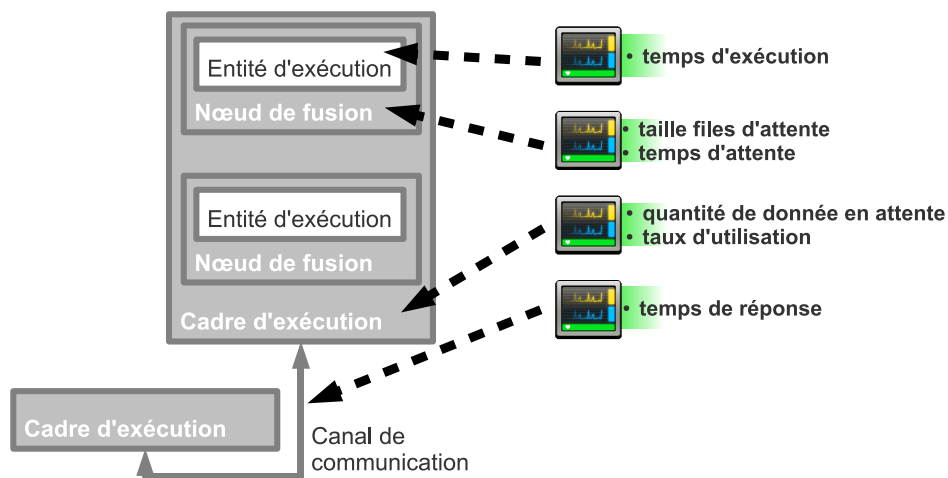 Entité d'exécution
Nœud de fusion
Entité d'exécution
Nœud de fusion
Cadre d'exécution
Cadre d'exécution
Canal de
communication
• temps d'exécution
• taille files d'attente
• temps d'attente
• quantité de donnée en attente
• taux d'utilisation
• temps de réponse